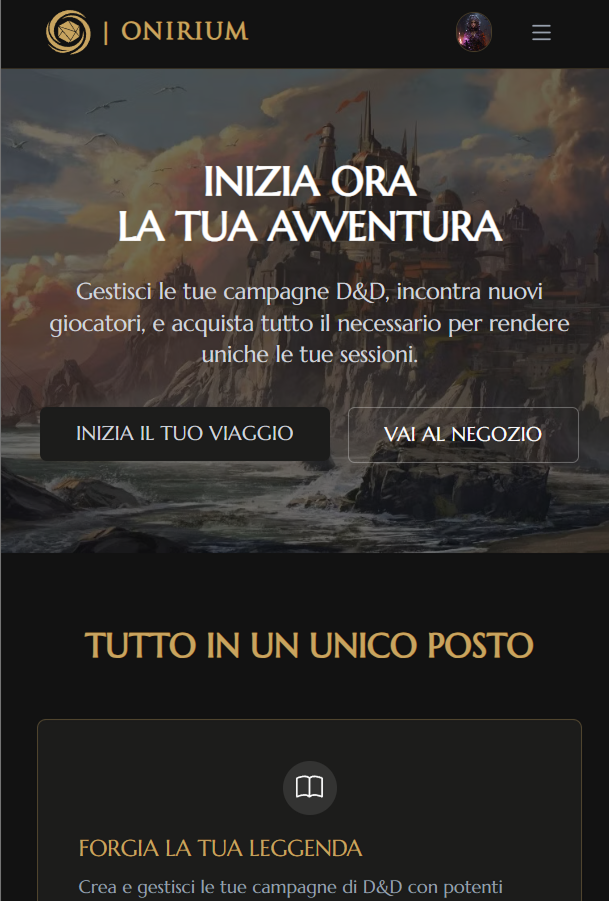 | ONIRIUM
INIZIA ORA
LA TUA AVVENTURA
Gestisci le tue campagne D&D, incontra nuovi
giocatori, e acquista tutto il necessario per rendere
uniche le tue sessioni.
INIZIA IL TUO VIAGGIO
VAI AL NEGOZIO
TUTTO IN UN UNICO POSTO
FORGIA LA TUA LEGGENDA
Crea e gestisci le tue campagne di D&D con potenti